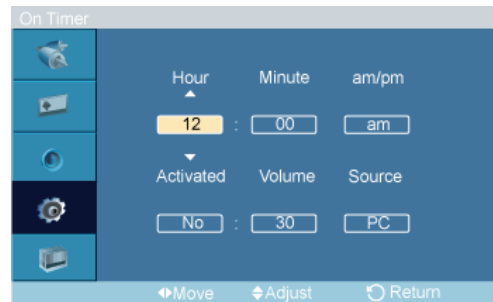 On Timer
Hour Minute am/pm
12 : 00 am
Activated Volume Source
No : 30 PC
Move Adjust Return